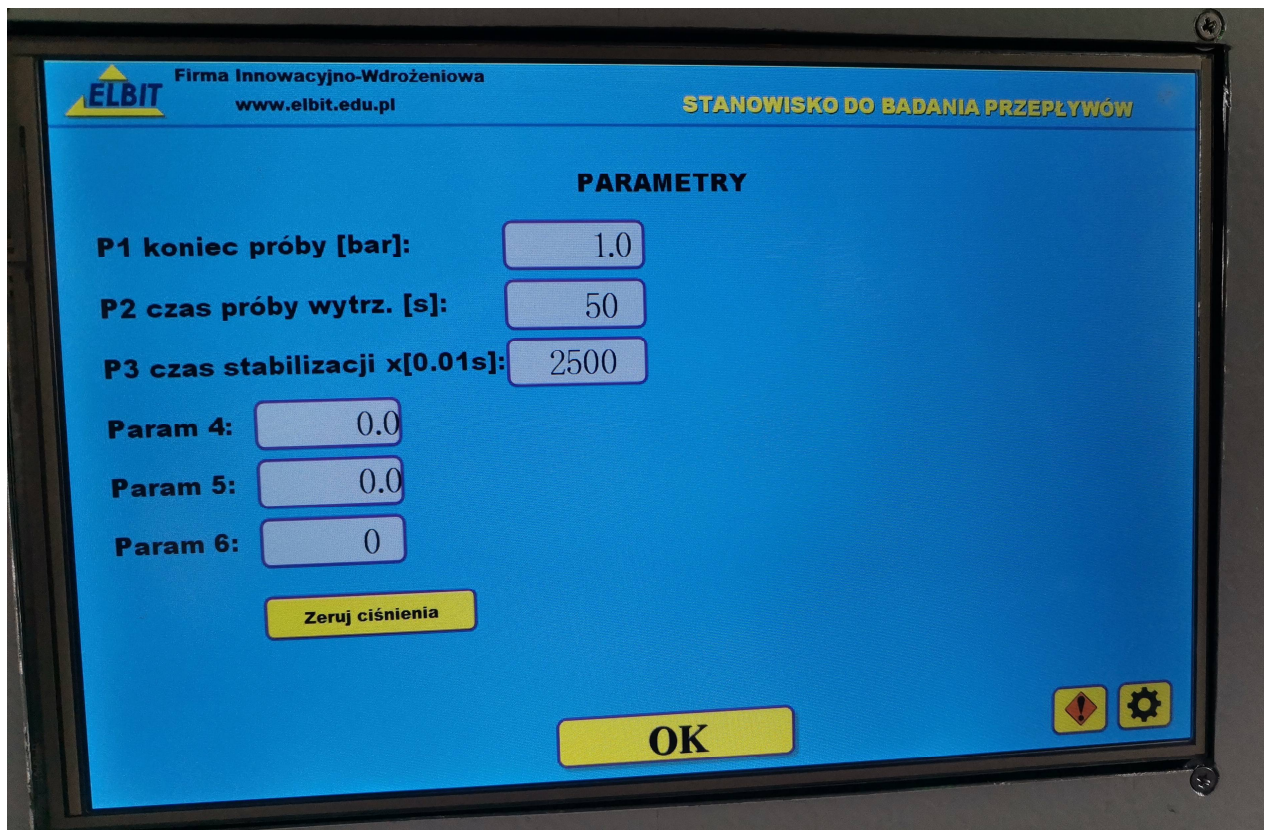 ELBIT
Firma Innowacyjno-Wdrożeniowa
www.elbit.edu.pl
STANOWISKO DO BADANIA PRZEPŁYWÓW
PARAMETRY
P1 koniec próby [bar]: 1.0
P2 czas próby wytrz. [s]: 50
P3 czas stabilizacji x[0.01s]: 2500
Param 4: 0.0
Param 5: 0.0
Param 6: 0
Zeruj ciśnienia
OK